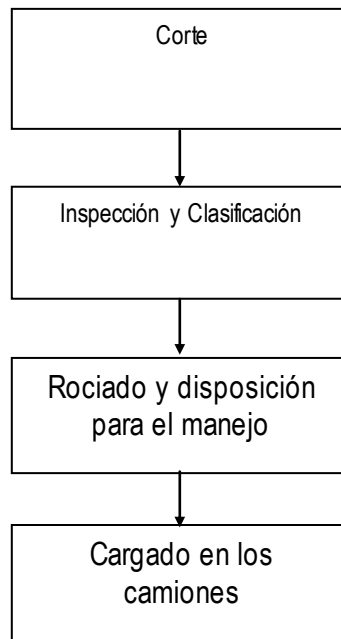 Corte
Inspección y Clasificación
Rociado y disposición
para el manejo
Cargado en los
camiones